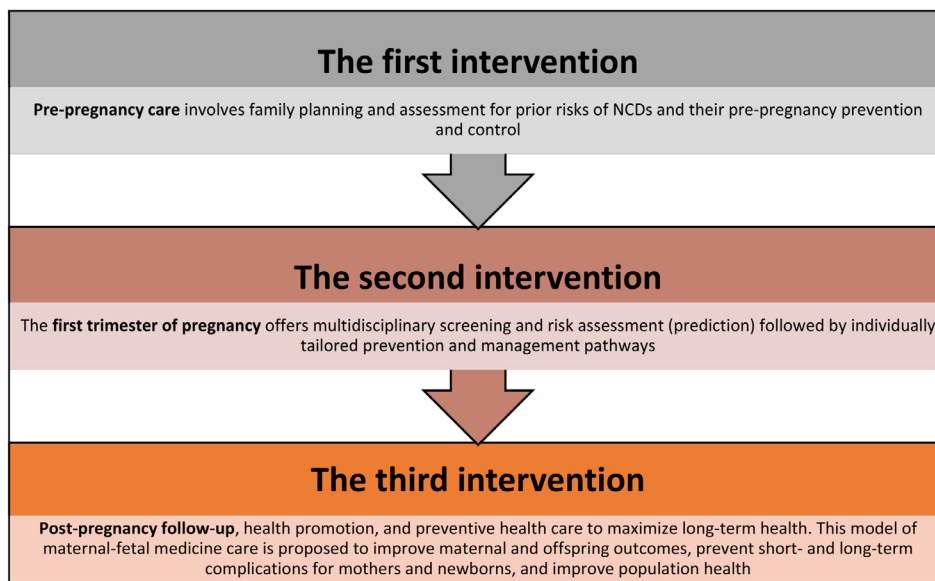 The first intervention
Pre-pregnancy care involves family planning and assessment for prior risks of NCDs and their pre-pregnancy prevention
and control
The second intervention
The first trimester of pregnancy offers multidisciplinary screening and risk assessment (prediction) followed by individually
tailored prevention and management pathways
The third intervention
Post-pregnancy follow-up, health promotion, and preventive health care to maximize long-term health. This model of
maternal-fetal medicine care is proposed to improve maternal and offspring outcomes, prevent short- and long-term
complications for mothers and newborns, and improve population health